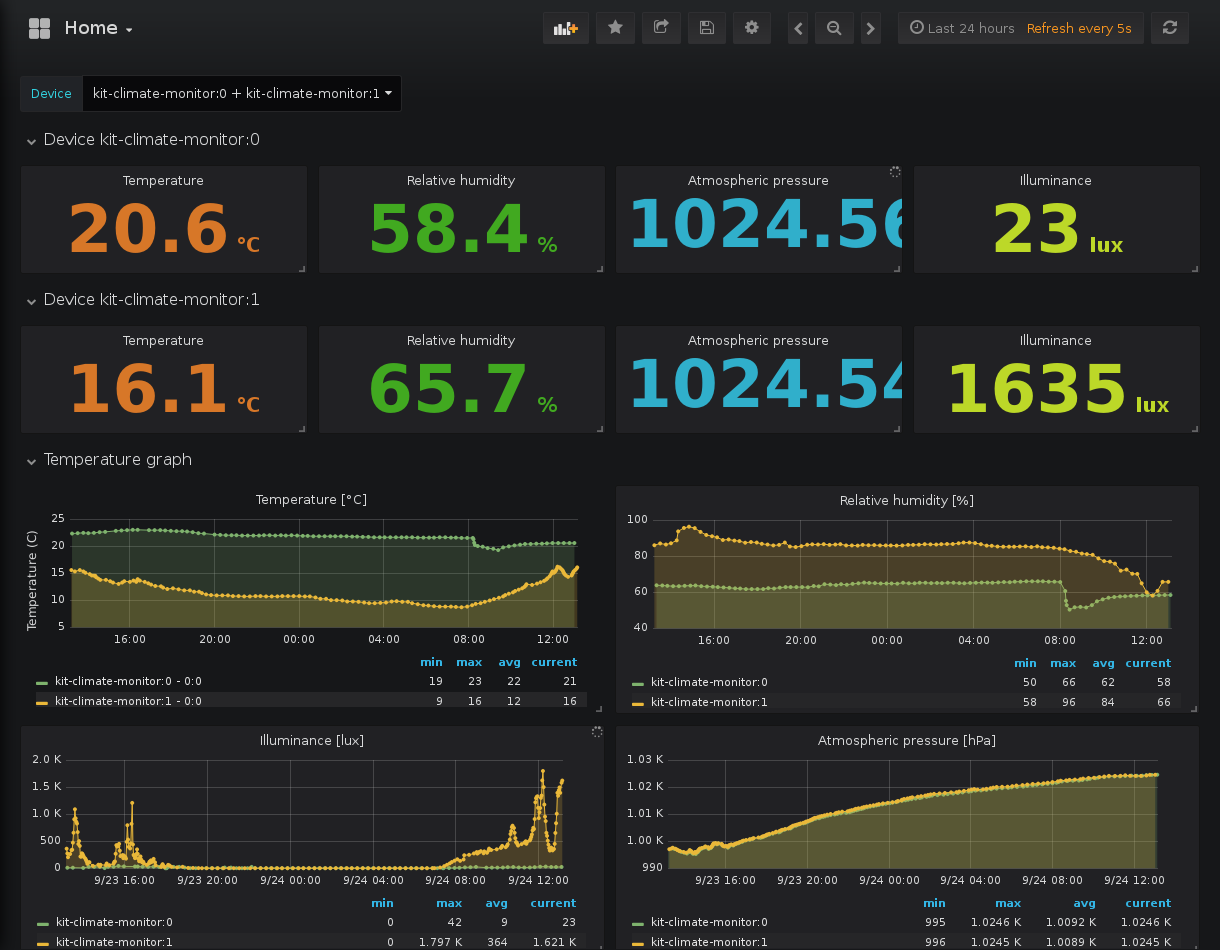 Home
Last 24 hours Refresh every 5s
Device kit-climate-monitor:0 + kit-climate-monitor:1
Device kit-climate-monitor:0
Temperature Relative humidity Atmospheric pressure Illuminance
20.6 °C 58.4 % 1024.56 23 lux
Device kit-climate-monitor:1
Temperature Relative humidity Atmospheric pressure Illuminance
16.1 °C 65.7 % 1024.54 1635 lux
Temperature graph
Temperature [°C]
Temperature (C)
25
20
15
10
5
16:00 20:00 00:00 04:00 08:00 12:00
min max avg current
kit-climate-monitor:0 - 0:0 19 23 22 21
kit-climate-monitor:1 - 0:0 9 16 12 16
Relative humidity [%]
100
80
60
40
16:00 20:00 00:00 04:00 08:00 12:00
min max avg current
kit-climate-monitor:0 50 66 62 58
kit-climate-monitor:1 58 96 84 66
Illuminance [lux]
2.0 K
1.5 K
1.0 K
500
0
9/23 16:00 9/23 20:00 9/24 00:00 9/24 04:00 9/24 08:00 9/24 12:00
min max avg current
kit-climate-monitor:0 0 42 9 23
kit-climate-monitor:1 0 1.797 K 364 1.621 K
Atmospheric pressure [hPa]
1.03 K
1.02 K
1.01 K
1.00 K
990
9/23 16:00 9/23 20:00 9/24 00:00 9/24 04:00 9/24 08:00 9/24 12:00
min max avg current
kit-climate-monitor:0 995 1.0246 K 1.0092 K 1.0246 K
kit-climate-monitor:1 996 1.0245 K 1.0089 K 1.0245 K